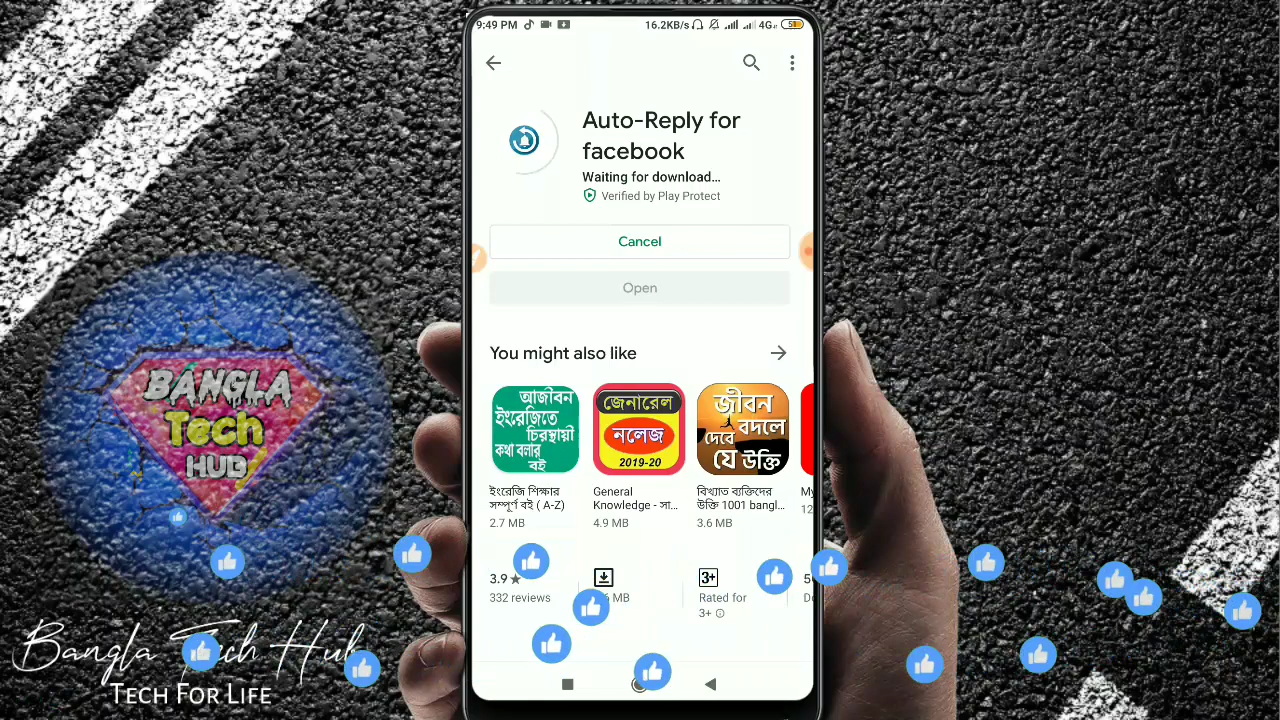 9:49 PM
16.2KB/s
4G
51
Auto-Reply for
facebook
Waiting for download...
Verified by Play Protect
Cancel
Open
You might also like
আজীবন
ইংরেজিতে
চিরস্থায়ী
কথা বলার
বই
জেনারেল
নলেজ
2019-20
জীবন
বদলে
দেবে
যে উক্তি
ইংরেজি শিক্ষার
সম্পূর্ণ বই ( A-Z)
2.7 MB
General
Knowledge - সা...
4.9 MB
বিখ্যাত ব্যক্তিদের
উক্তি 1001 bangl...
3.6 MB
3.9★
332 reviews
MB
3+
Rated for
3+
BANGLA
Tech
HUB
Bangla Tech Hub
TECH FOR LIFE